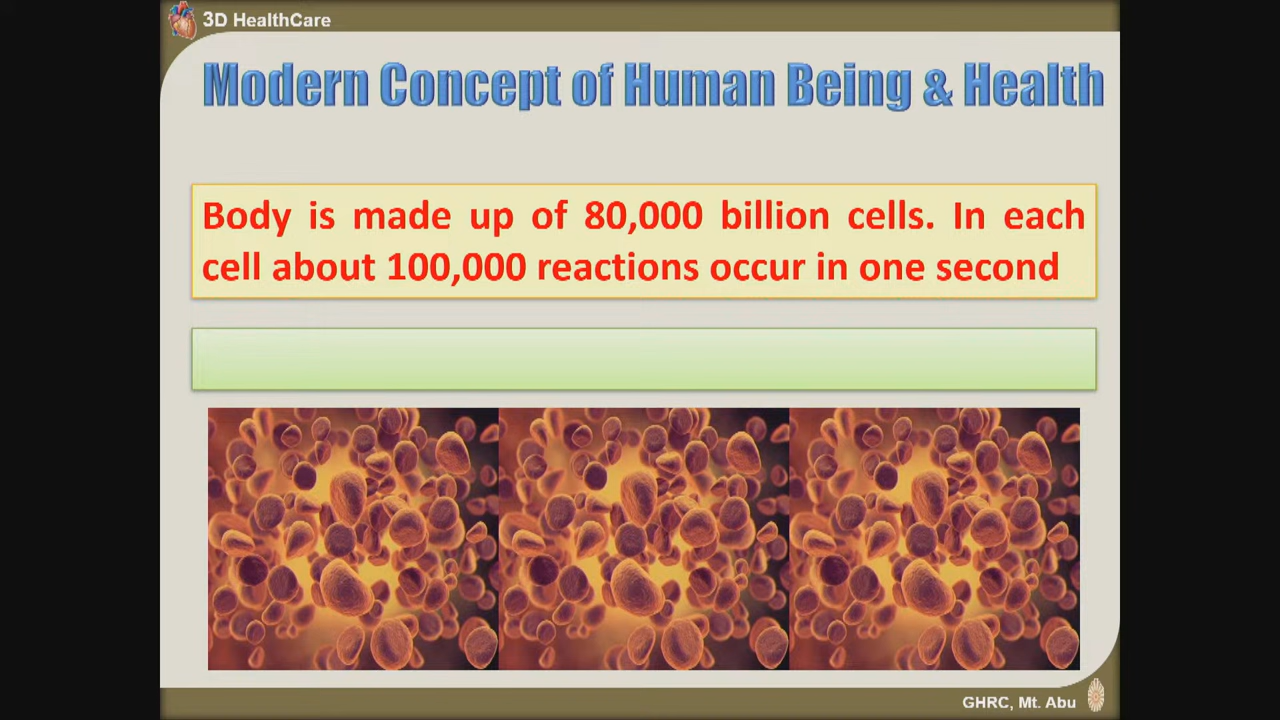 3D HealthCare
Modern Concept of Human Being & Health
Body is made up of 80,000 billion cells. In each
cell about 100,000 reactions occur in one second
GHRC, Mt. Abu